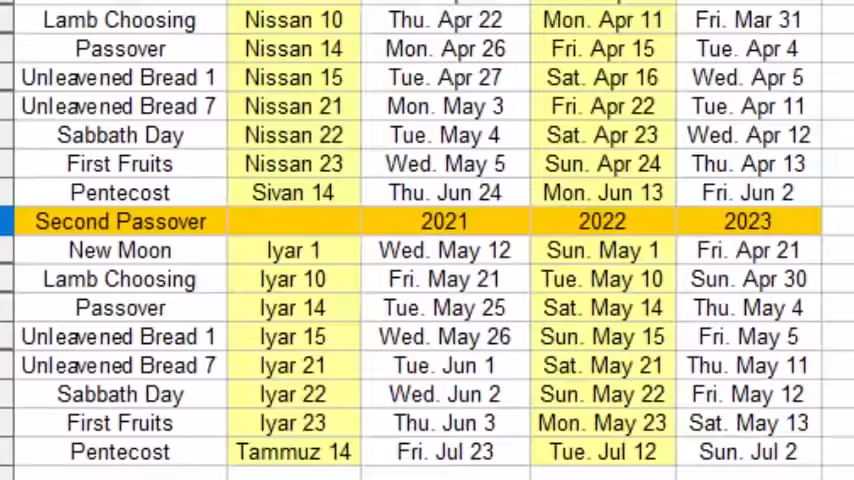 Lamb Choosing Nissan 10 Thu. Apr 22 Mon. Apr 11 Fri. Mar 31
Passover Nissan 14 Mon. Apr 26 Fri. Apr 15 Tue. Apr 4
Unleavened Bread 1 Nissan 15 Tue. Apr 27 Sat. Apr 16 Wed. Apr 5
Unleavened Bread 7 Nissan 21 Mon. May 3 Fri. Apr 22 Tue. Apr 11
Sabbath Day Nissan 22 Tue. May 4 Sat. Apr 23 Wed. Apr 12
First Fruits Nissan 23 Wed. May 5 Sun. Apr 24 Thu. Apr 13
Pentecost Sivan 14 Thu. Jun 24 Mon. Jun 13 Fri. Jun 2
Second Passover 2021 2022 2023
New Moon Iyar 1 Wed. May 12 Sun. May 1 Fri. Apr 21
Lamb Choosing Iyar 10 Fri. May 21 Tue. May 10 Sun. Apr 30
Passover Iyar 14 Tue. May 25 Sat. May 14 Thu. May 4
Unleavened Bread 1 Iyar 15 Wed. May 26 Sun. May 15 Fri. May 5
Unleavened Bread 7 Iyar 21 Tue. Jun 1 Sat. May 21 Thu. May 11
Sabbath Day Iyar 22 Wed. Jun 2 Sun. May 22 Fri. May 12
First Fruits Iyar 23 Thu. Jun 3 Mon. May 23 Sat. May 13
Pentecost Tammuz 14 Fri. Jul 23 Tue. Jul 12 Sun. Jul 2